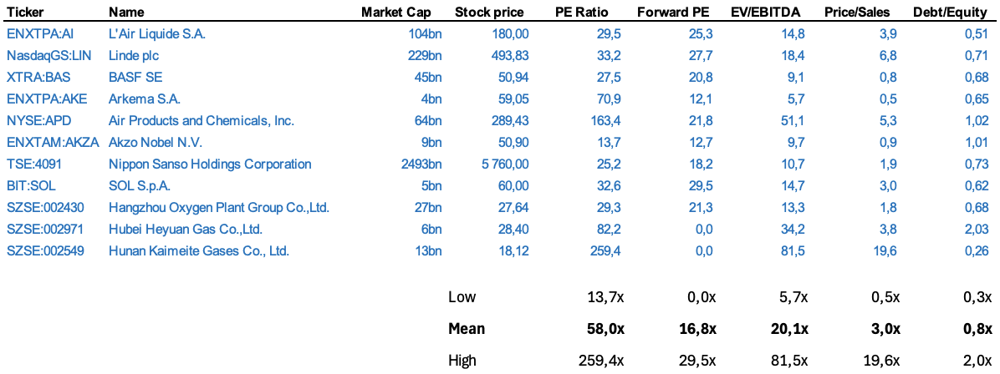 Ticker Name Market Cap Stock price PE Ratio Forward PE EV/EBITDA Price/Sales Debt/Equity
ENXTPA:AI L'Air Liquide S.A. 104bn 180,00 29,5 25,3 14,8 3,9 0,51
NasdaqGS:LIN Linde plc 229bn 493,83 33,2 27,7 18,4 6,8 0,71
XTRA:BAS BASF SE 45bn 50,94 27,5 20,8 9,1 0,8 0,68
ENXTPA:AKE Arkema S.A. 4bn 59,05 70,9 12,1 5,7 0,5 0,65
NYSE:APD Air Products and Chemicals, Inc. 64bn 289,43 163,4 21,8 51,1 5,3 1,02
ENXTAM:AKZA Akzo Nobel N.V. 9bn 50,90 13,7 12,7 9,7 0,9 1,01
TSE:4091 Nippon Sanso Holdings Corporation 2493bn 5 760,00 25,2 18,2 10,7 1,9 0,73
BIT:SOL SOL S.p.A. 5bn 60,00 32,6 29,5 14,7 3,0 0,62
SZSE:002430 Hangzhou Oxygen Plant Group Co.,Ltd. 27bn 27,64 29,3 21,3 13,3 1,8 0,68
SZSE:002971 Hubei Heyuan Gas Co.,Ltd. 6bn 28,40 82,2 0,0 34,2 3,8 2,03
SZSE:002549 Hunan Kaimeite Gases Co., Ltd. 13bn 18,12 259,4 0,0 81,5 19,6 0,26
Low 13,7x 0,0x 5,7x 0,5x 0,3x
Mean 58,0x 16,8x 20,1x 3,0x 0,8x
High 259,4x 29,5x 81,5x 19,6x 2,0x